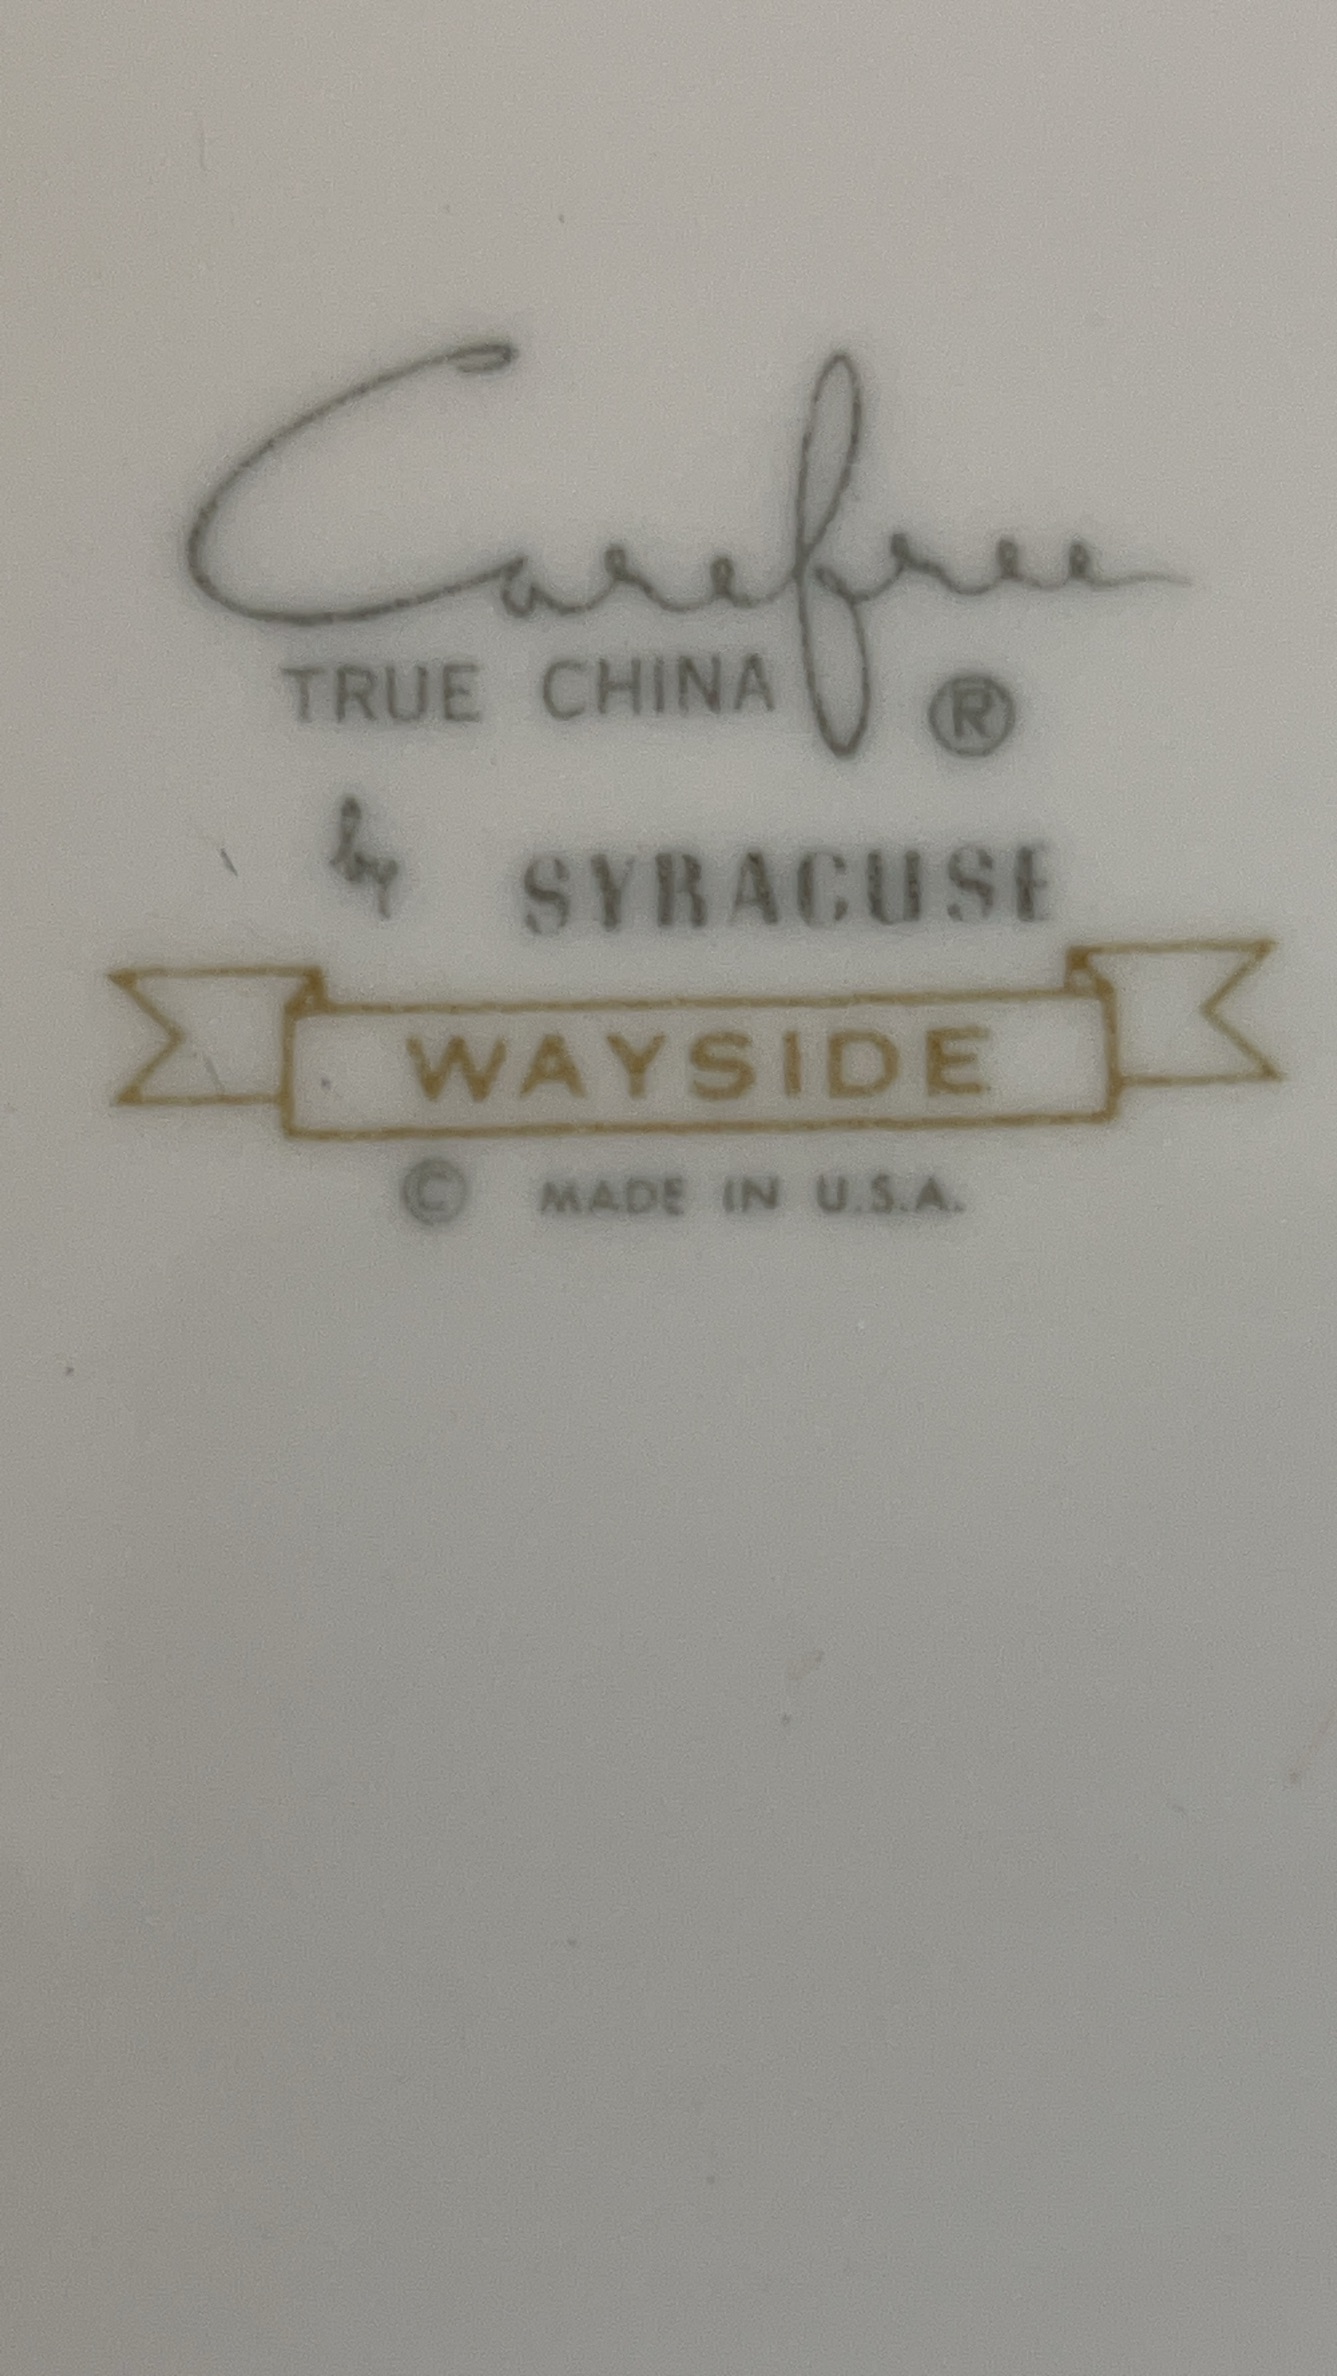 Carefree
TRUE CHINA ®
by SYRACUSE
WAYSIDE
© MADE IN U.S.A.